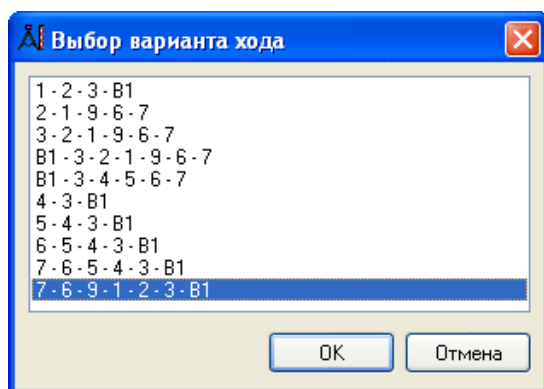 Выбор варианта хода
1 - 2 - 3 - B1
2 - 1 - 9 - 6 - 7
3 - 2 - 1 - 9 - 6 - 7
B1 - 3 - 2 - 1 - 9 - 6 - 7
B1 - 3 - 4 - 5 - 6 - 7
4 - 3 - B1
5 - 4 - 3 - B1
6 - 5 - 4 - 3 - B1
7 - 6 - 5 - 4 - 3 - B1
7 - 6 - 9 - 1 - 2 - 3 - B1
OK Отмена